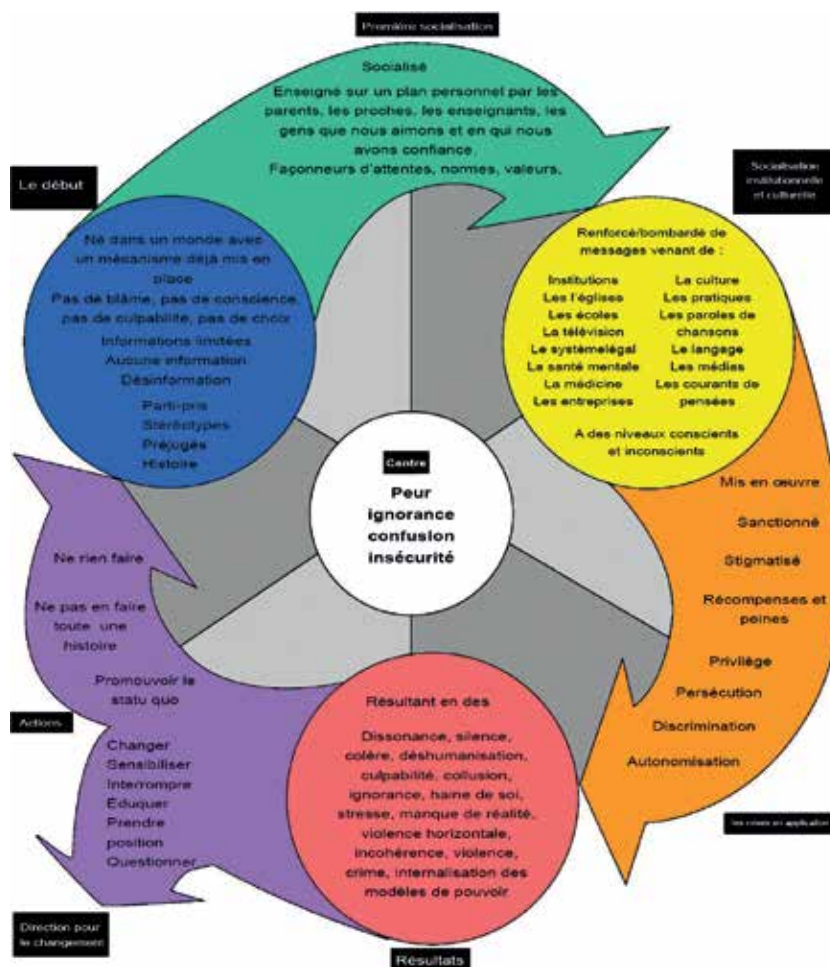 Première socialisation
Socialisé
Enseigné sur un plan personnel par les
parents, les proches, les enseignants, les
gens que nous aimons et en qui nous
avons confiance.
Façonneurs d'attentes, normes, valeurs,
Le début
Né dans un monde avec
un mécanisme déjà mis en
place
Pas de blâme, pas de conscience,
pas de culpabilité, pas de choix
Informations limitées
Aucune information
Désinformation
Parti-pris
Stéréotypes
Préjugés
Histoire
Socialisation
institutionnelle
et culturelle
Renforcé/bombardé de
messages venant de :
Institutions
Les l'églises
Les écoles
La télévision
Le systèmelégal
La santé mentale
La médicine
Les entreprises
La culture
Les pratiques
Les paroles de
chansons
Le langage
Les médias
Les courants de
pensées
A des niveaux conscients
et inconscients
Centre
Peur
ignorance
confusion
insécurité
Mis en œuvre
Sanctionné
Stigmatisé
Récompenses et
peines
Privilège
Persécution
Discrimination
Autonomisation
les mises en application
Résultant en des
Dissonance, silence,
colère, déshumanisation,
culpabilité, collusion,
ignorance, haine de soi,
stresse, manque de réalité,
violence horizontale,
incohérence, violence,
crime, internalisation des
modèles de pouvoir
Résultats
Ne rien faire
Ne pas en faire
toute une
histoire
Promouvoir le
statu quo
Actions
Changer
Sensibiliser
Interrompre
Éduquer
Prendre
position
Questionner
Direction pour
le changement